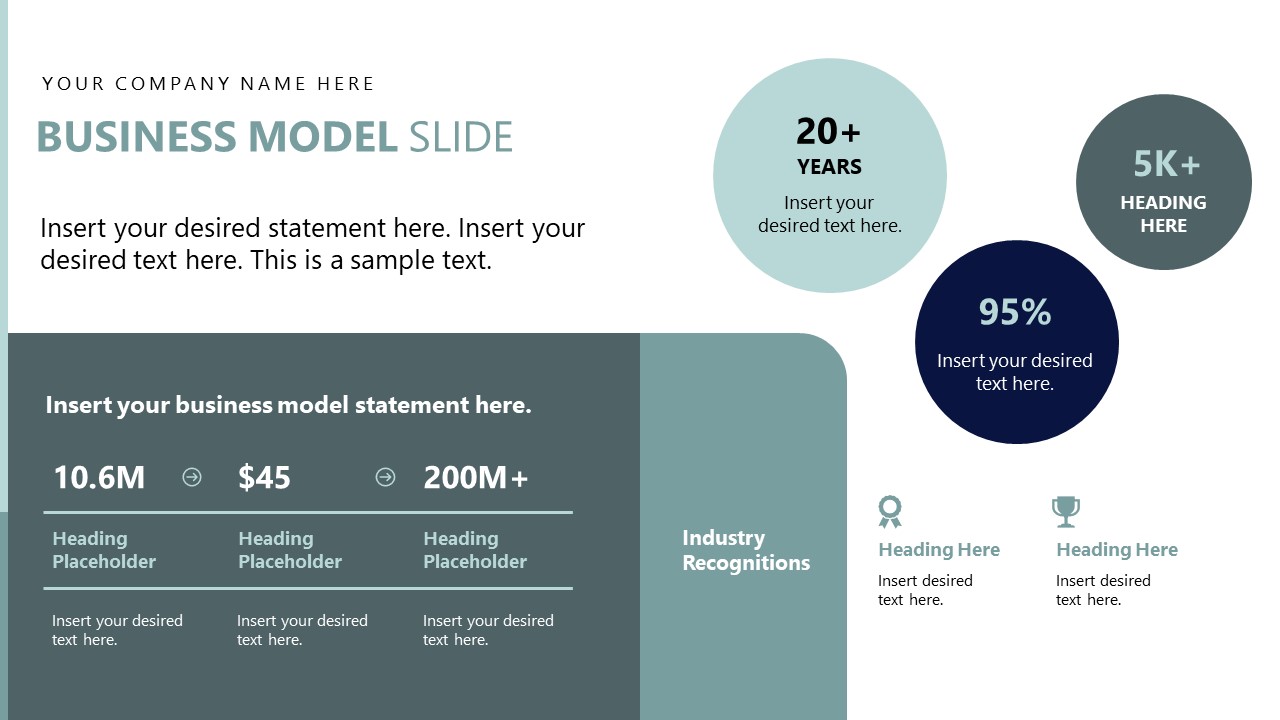 YOUR COMPANY NAME HERE
BUSINESS MODEL SLIDE
Insert your desired statement here. Insert your
desired text here. This is a sample text.
20+
YEARS
Insert your
desired text here.
5K+
HEADING
HERE
95%
Insert your desired
text here.
Insert your business model statement here.
10.6M
$45
200M+
Heading
Placeholder
Heading
Placeholder
Heading
Placeholder
Insert your desired
text here.
Insert your desired
text here.
Insert your desired
text here.
Industry
Recognitions
Heading Here
Insert desired
text here.
Heading Here
Insert desired
text here.